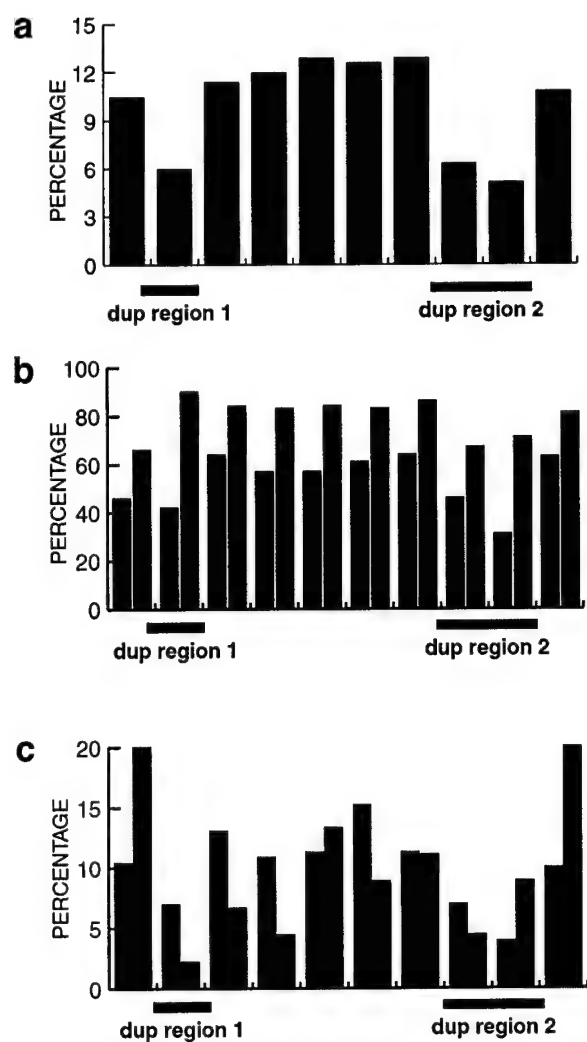 a
PERCENTAGE
15
12
9
6
3
0
dup region 1
dup region 2
b
PERCENTAGE
100
80
60
40
20
0
dup region 1
dup region 2
c
PERCENTAGE
20
15
10
5
0
dup region 1
dup region 2